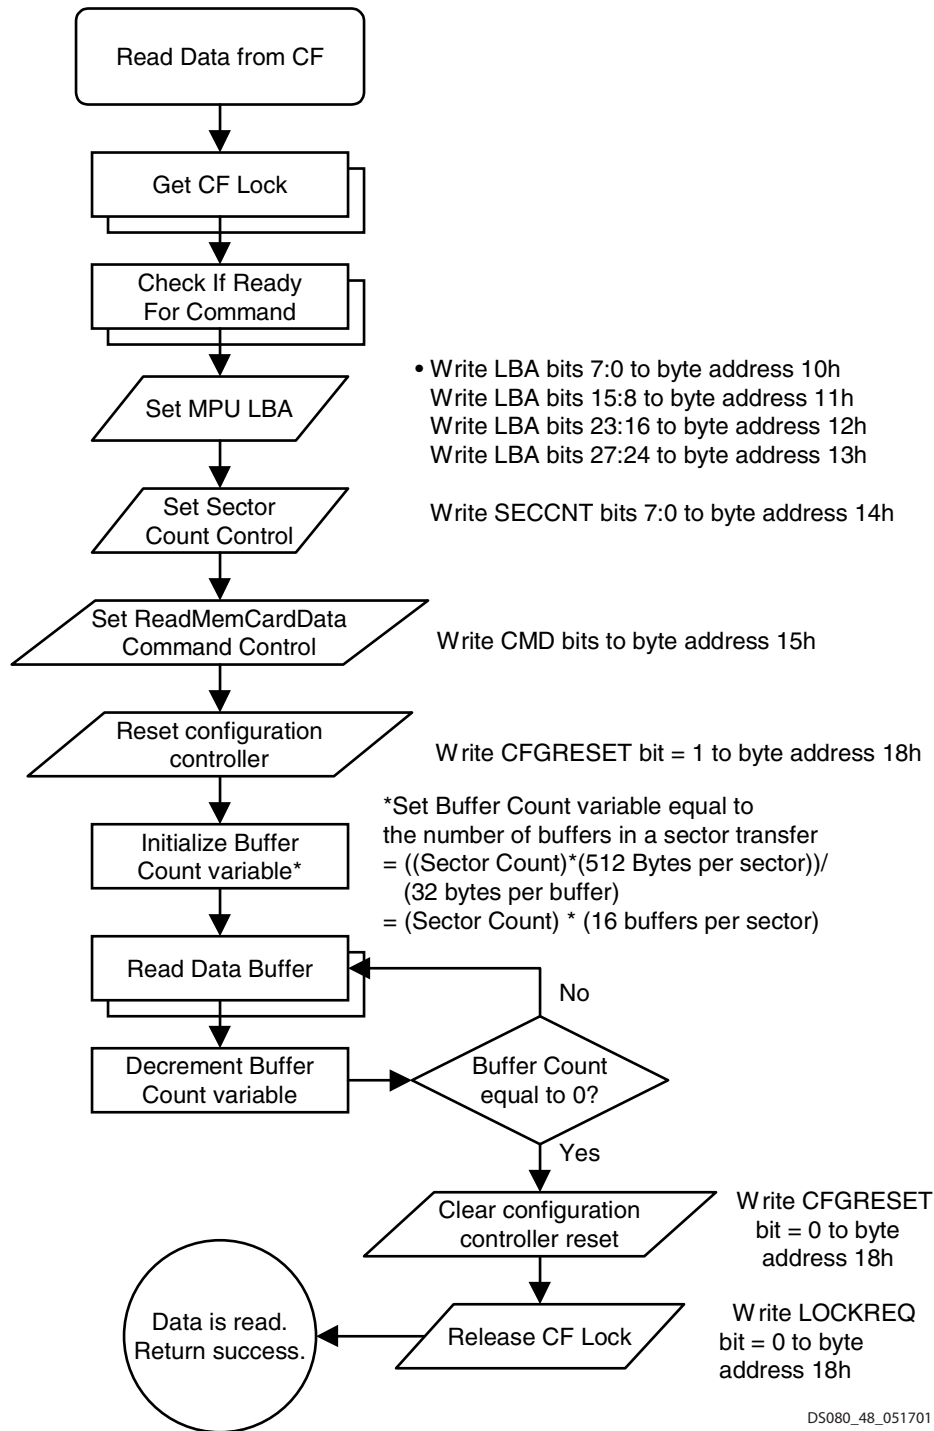 Read Data from CF
Get CF Lock
Check If Ready
For Command
Set MPU LBA
• Write LBA bits 7:0 to byte address 10h
Write LBA bits 15:8 to byte address 11h
Write LBA bits 23:16 to byte address 12h
Write LBA bits 27:24 to byte address 13h
Set Sector
Count Control
Write SECCNT bits 7:0 to byte address 14h
Set ReadMemCardData
Command Control
Write CMD bits to byte address 15h
Reset configuration
controller
Write CFGRESET bit = 1 to byte address 18h
Initialize Buffer
Count variable*
*Set Buffer Count variable equal to
the number of buffers in a sector transfer
= ((Sector Count)*(512 Bytes per sector))/
(32 bytes per buffer)
= (Sector Count) * (16 buffers per sector)
Read Data Buffer
No
Decrement Buffer
Count variable
Buffer Count
equal to 0?
Yes
Clear configuration
controller reset
Write CFGRESET
bit = 0 to byte
address 18h
Release CF Lock
Write LOCKREQ
bit = 0 to byte
address 18h
Data is read.
Return success.
DS080_48_051701